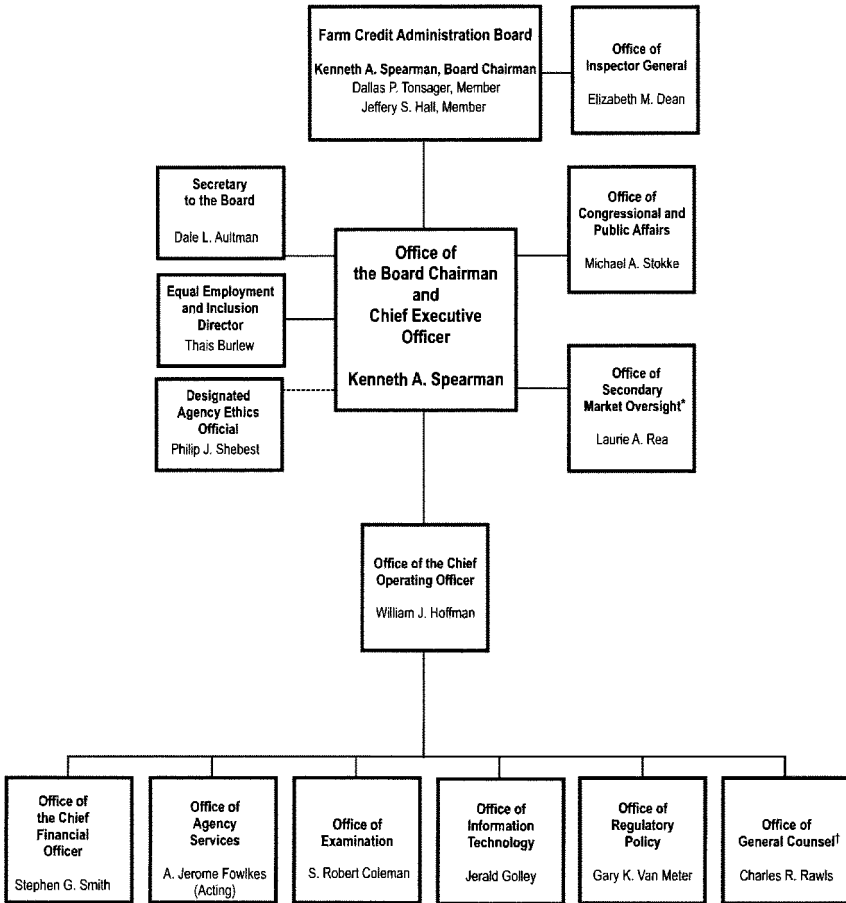 Farm Credit Administration Board
Kenneth A. Spearman, Board Chairman
Dallas P. Tonsager, Member
Jeffery S. Hall, Member
Office of
Inspector General
Elizabeth M. Dean
Secretary
to the Board
Dale L. Aultman
Office of
Congressional and
Public Affairs
Michael A. Stokke
Office of
the Board Chairman
and
Chief Executive
Officer
Kenneth A. Spearman
Equal Employment
and Inclusion
Director
Thais Burlew
Designated
Agency Ethics
Official
Philip J. Shebest
Office of
Secondary
Market Oversight*
Laurie A. Rea
Office of the Chief
Operating Officer
William J. Hoffman
Office of
the Chief
Financial
Officer
Stephen G. Smith
Office of
Agency
Services
A. Jerome Fowlkes
(Acting)
Office of
Examination
S. Robert Coleman
Office of
Information
Technology
Jerald Golley
Office of
Regulatory
Policy
Gary K. Van Meter
Office of
General Counsel†
Charles R. Rawls